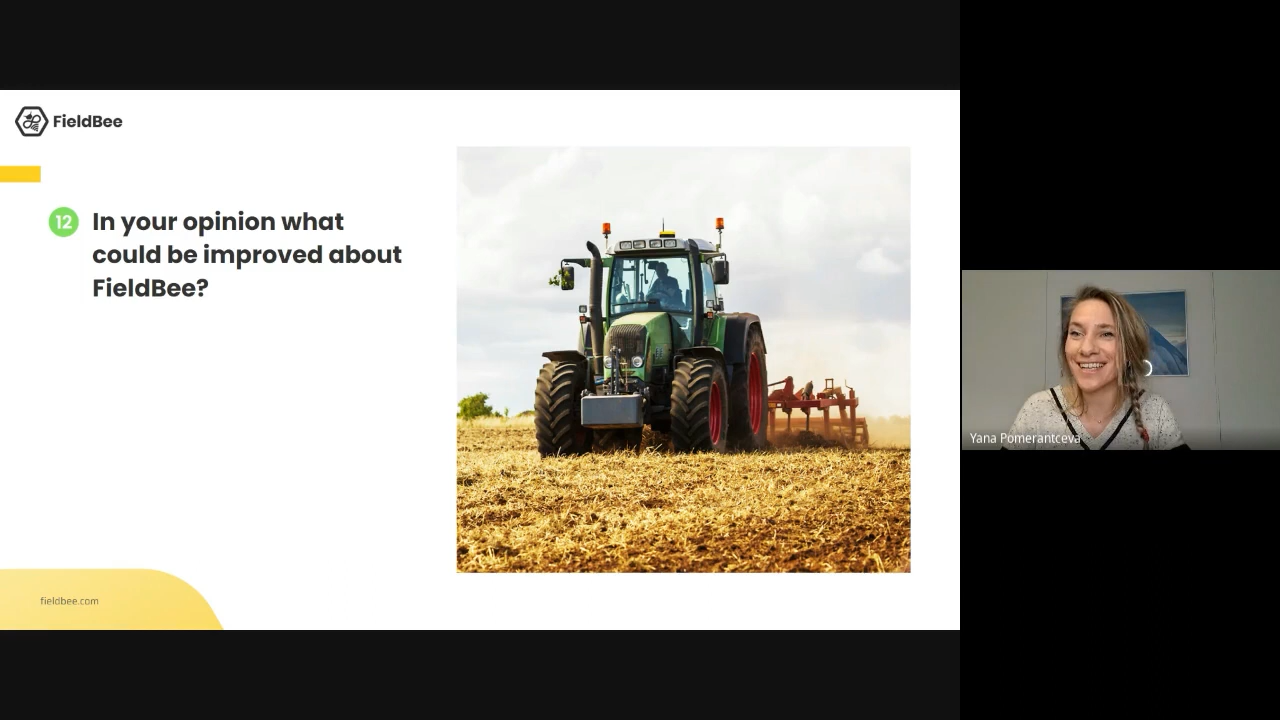 FieldBee
12 In your opinion what
could be improved about
FieldBee?
fieldbee.com
Yana Pomerantceva